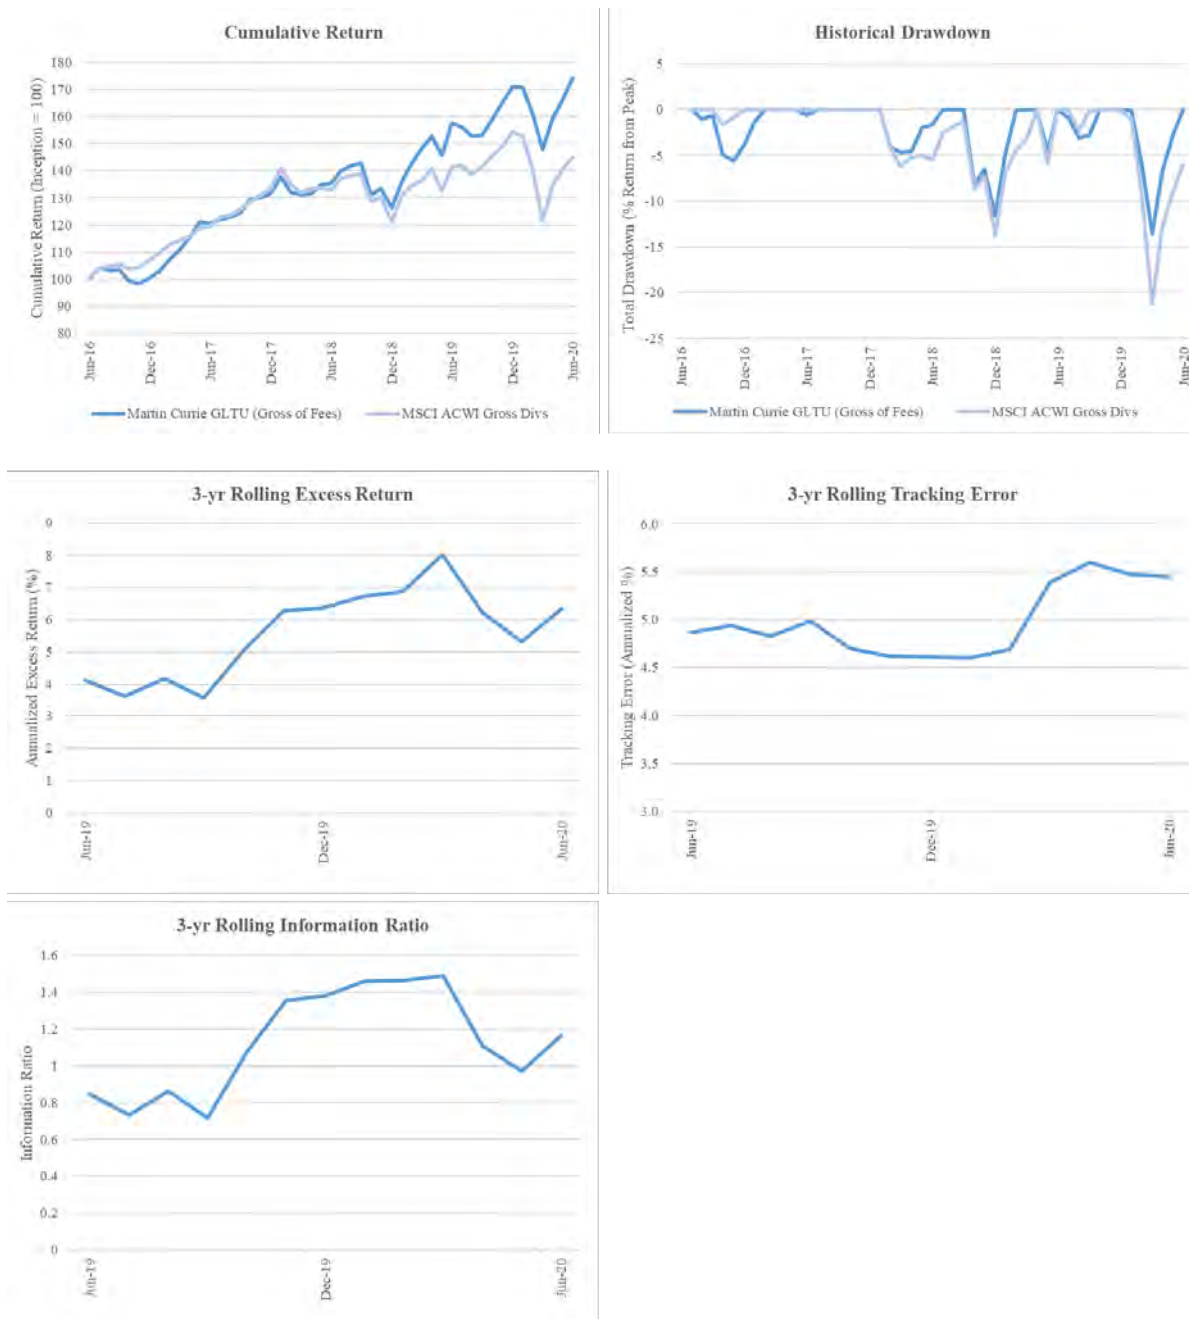 Cumulative Return
Cumulative Return (Inception = 100)
180
170
160
150
140
130
120
110
100
90
80
Jun-16
Dec-16
Jun-17
Dec-17
Jun-18
Dec-18
Jun-19
Dec-19
Jun-20
Martin Currie GLTU (Gross of Fees)
MSCI ACWI Gross Divs
Historical Drawdown
Total Drawdown (% Return from Peak)
5
0
-5
-10
-15
-20
-25
Jun-16
Dec-16
Jun-17
Dec-17
Jun-18
Dec-18
Jun-19
Dec-19
Jun-20
Martin Currie GLTU (Gross of Fees)
MSCI ACWI Gross Divs
3-yr Rolling Excess Return
Annualized Excess Return (%)
9
8
7
6
5
4
3
2
1
0
Jun-19
Dec-19
Jun-20
3-yr Rolling Tracking Error
Tracking Error (Annualized %)
6.0
5.5
5.0
4.5
4.0
3.5
3.0
Jun-19
Dec-19
Jun-20
3-yr Rolling Information Ratio
Information Ratio
1.6
1.4
1.2
1
0.8
0.6
0.4
0.2
0
Jun-19
Dec-19
Jun-20